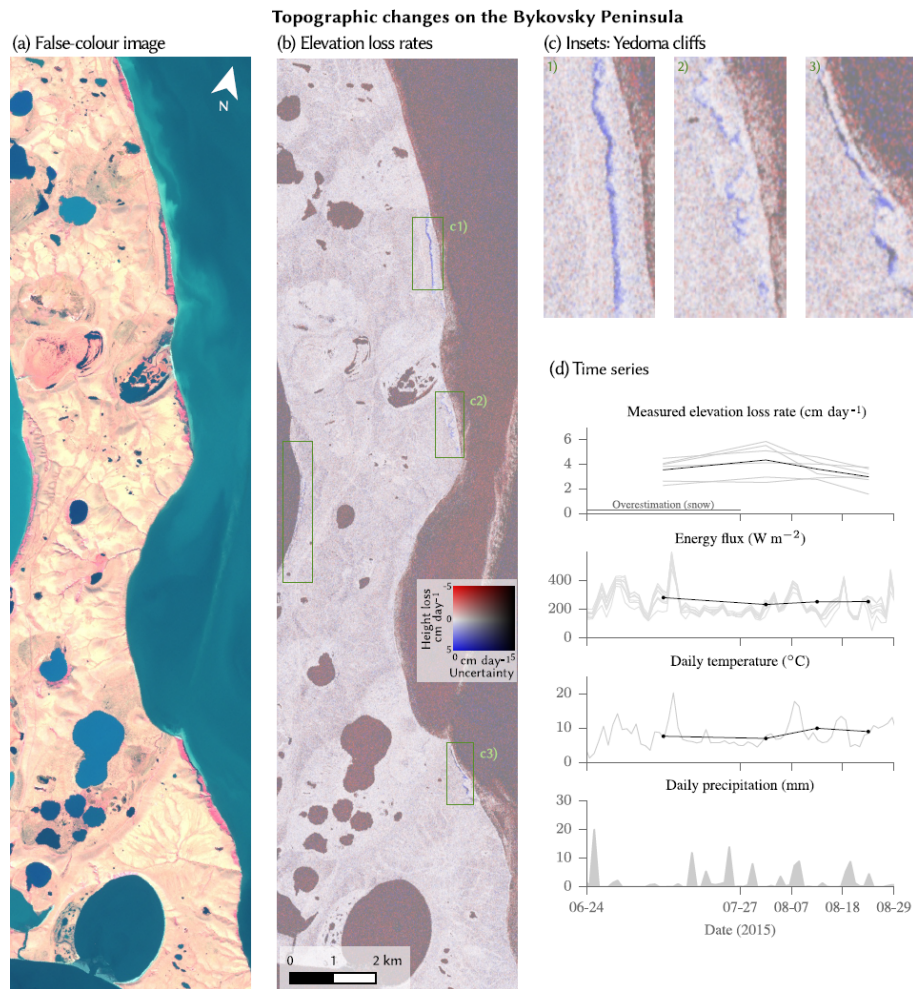 Topographic changes on the Bykovsky Peninsula
(a) False-colour image
(b) Elevation loss rates
(c) Insets: Yedoma cliffs
N
c1)
c2)
c3)
-5
0
5
Height loss
cm day-1
0 cm day-1 5
Uncertainty
0 1 2 km
1)
2)
3)
(d) Time series
Measured elevation loss rate (cm day-1)
6
4
2
0
Overestimation (snow)
Energy flux (W m−2)
400
200
0
Daily temperature (°C)
20
10
0
Daily precipitation (mm)
30
20
10
0
06-24 07-27 08-07 08-18 08-29
Date (2015)